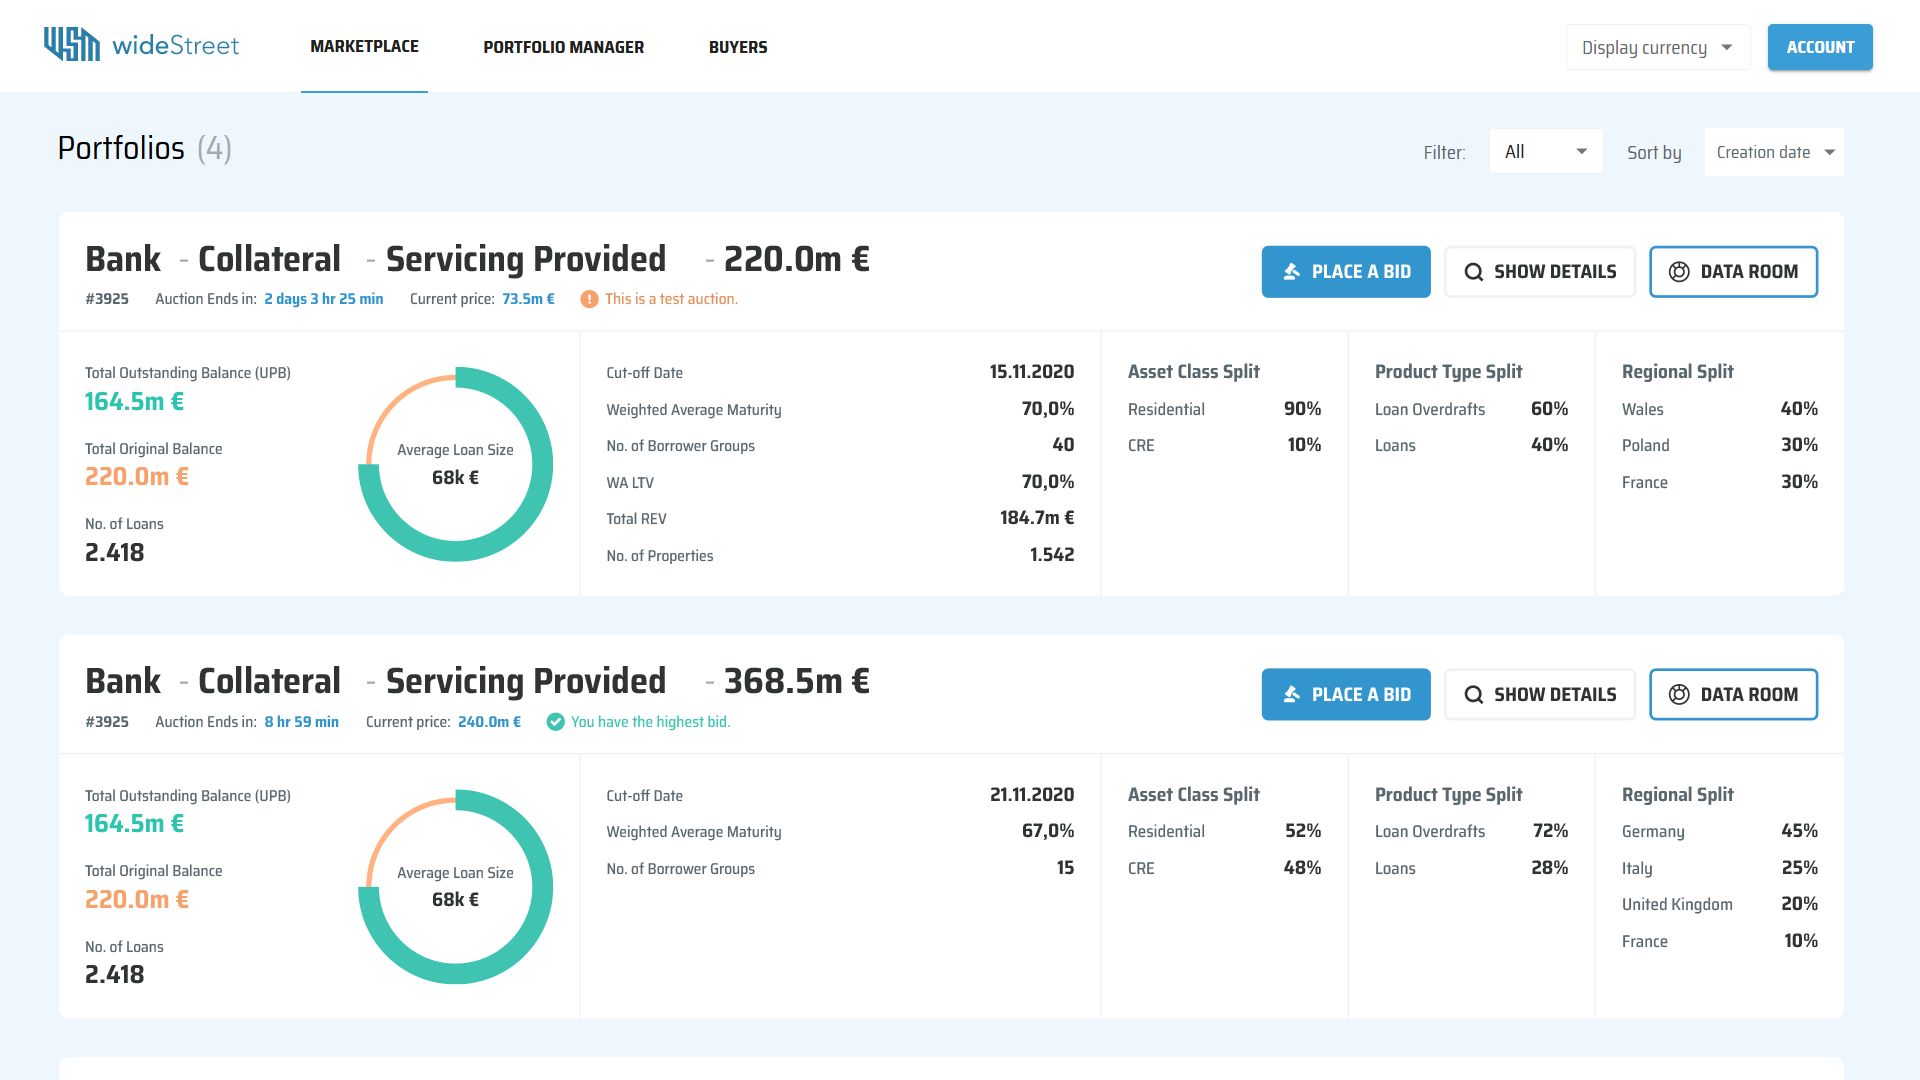 wideStreet
MARKETPLACE
PORTFOLIO MANAGER
BUYERS
Display currency
ACCOUNT
Portfolios (4)
Filter:
All
Sort by
Creation date
Bank - Collateral - Servicing Provided - 220.0m €
#3925 Auction Ends in: 2 days 3 hr 25 min Current price: 73.5m € This is a test auction.
PLACE A BID
SHOW DETAILS
DATA ROOM
Total Outstanding Balance (UPB)
164.5m €
Total Original Balance
220.0m €
No. of Loans
2.418
Average Loan Size
68k €
Cut-off Date 15.11.2020
Weighted Average Maturity 70,0%
No. of Borrower Groups 40
WA LTV 70,0%
Total REV 184.7m €
No. of Properties 1.542
Asset Class Split
Residential 90%
CRE 10%
Product Type Split
Loan Overdrafts 60%
Loans 40%
Regional Split
Wales 40%
Poland 30%
France 30%
Bank - Collateral - Servicing Provided - 368.5m €
#3925 Auction Ends in: 8 hr 59 min Current price: 240.0m € You have the highest bid.
PLACE A BID
SHOW DETAILS
DATA ROOM
Total Outstanding Balance (UPB)
164.5m €
Total Original Balance
220.0m €
No. of Loans
2.418
Average Loan Size
68k €
Cut-off Date 21.11.2020
Weighted Average Maturity 67,0%
No. of Borrower Groups 15
Asset Class Split
Residential 52%
CRE 48%
Product Type Split
Loan Overdrafts 72%
Loans 28%
Regional Split
Germany 45%
Italy 25%
United Kingdom 20%
France 10%